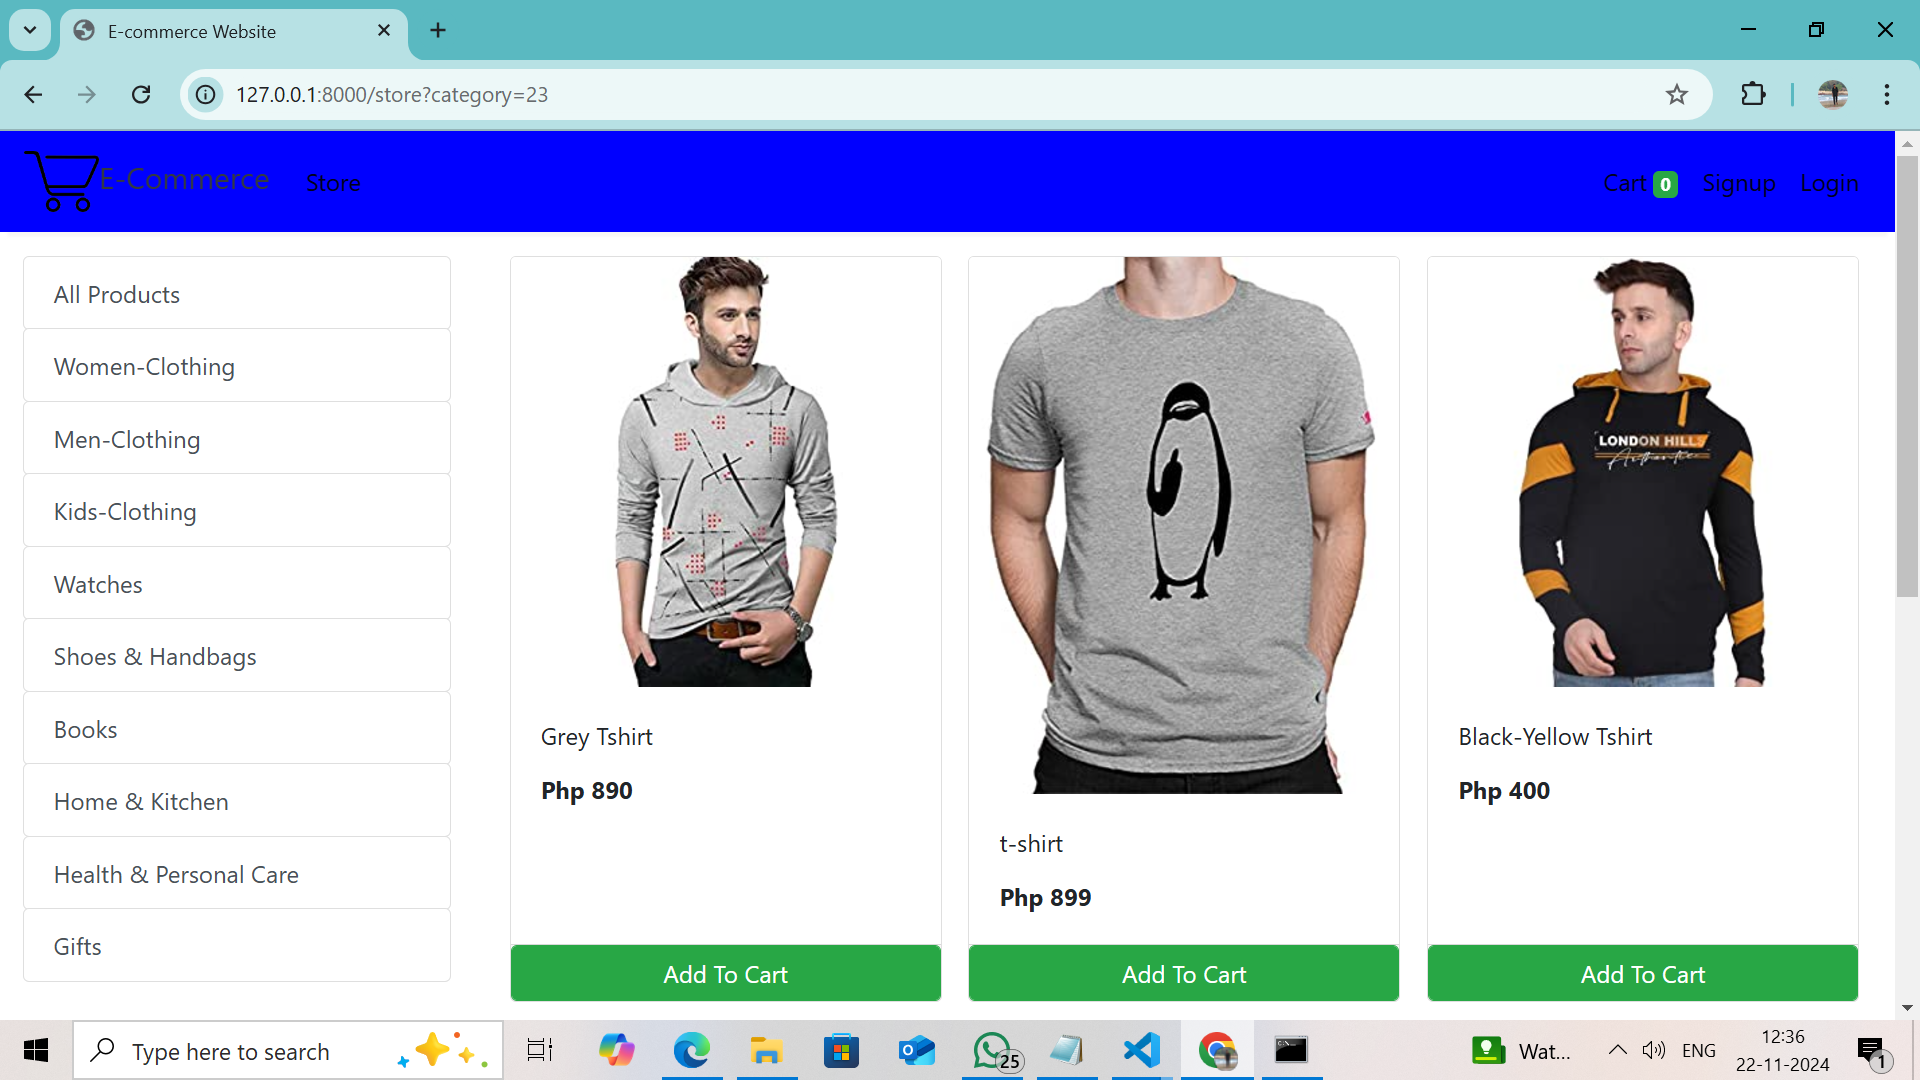 E-commerce Website
127.0.0.1:8000/store?category=23
E-Commerce
Store
Cart 0
Signup
Login
All Products
Women-Clothing
Men-Clothing
Kids-Clothing
Watches
Shoes & Handbags
Books
Home & Kitchen
Health & Personal Care
Gifts
Grey Tshirt
Php 890
Add To Cart
t-shirt
Php 899
Add To Cart
LONDON HILLS
Authentic
Black-Yellow Tshirt
Php 400
Add To Cart
Type here to search
25
Wat...
ENG
12:36
22-11-2024
1